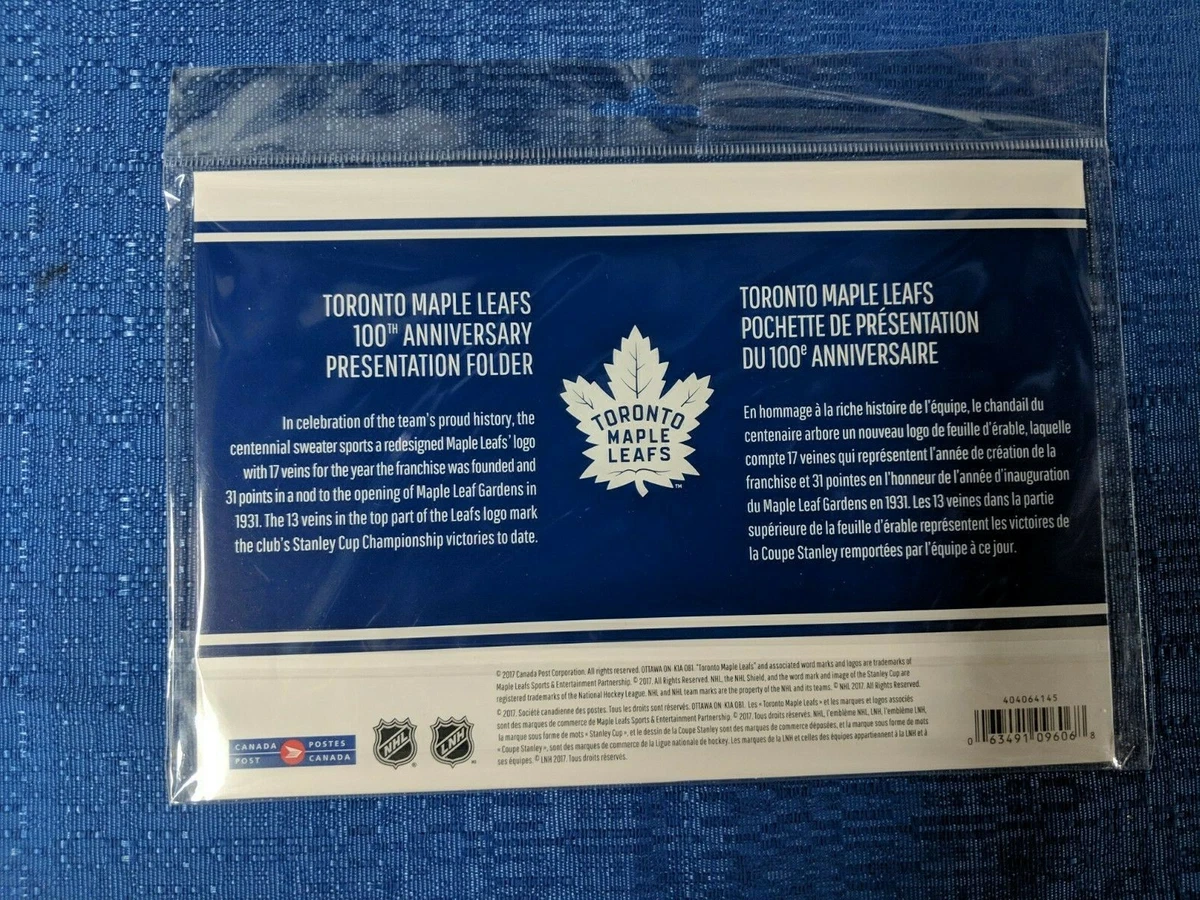 TORONTO MAPLE LEAFS
100TH ANNIVERSARY
PRESENTATION FOLDER
In celebration of the team's proud history, the
centennial sweater sports a redesigned Maple Leafs' logo
with 17 veins for the year the franchise was founded and
31 points in a nod to the opening of Maple Leaf Gardens in
1931. The 13 veins in the top part of the Leafs logo mark
the club's Stanley Cup Championship victories to date.
TORONTO
MAPLE
LEAFS
TM
TORONTO MAPLE LEAFS
POCHETTE DE PRÉSENTATION
DU 100e ANNIVERSAIRE
En hommage à la riche histoire de l'équipe, le chandail du
centenaire arbore un nouveau logo de feuille d'érable, laquelle
compte 17 veines qui représentent l'année de création de la
franchise et 31 pointes en l'honneur de l'année d'inauguration
du Maple Leaf Gardens en 1931. Les 13 veines dans la partie
supérieure de la feuille d'érable représentent les victoires de
la Coupe Stanley remportées par l'équipe à ce jour.
© 2017 Canada Post Corporation. All rights reserved. OTTAWA ON K1A 0B1. "Toronto Maple Leafs" and associated word marks and logos are trademarks of
Maple Leafs Sports & Entertainment Partnership. © 2017. All Rights Reserved. NHL, the NHL Shield, and the word mark and image of the Stanley Cup are
registered trademarks of the National Hockey League. NHL and NHL team marks are the property of the NHL and its teams. © NHL 2017. All Rights Reserved.
© 2017. Société canadienne des postes. Tous les droits sont réservés. OTTAWA ON K1A 0B1. Les « Toronto Maple Leafs » et les marques et logos associés
sont des marques de commerce de Maple Leafs Sports & Entertainment Partnership. © 2017. Tous droits réservés. NHL, l'emblème NHL, LNH, l'emblème LNH,
la marque sous forme de mots « Stanley Cup », et le dessin de la Coupe Stanley sont des marques de commerce déposées, et la marque sous forme de mots
« Coupe Stanley », sont des marques de commerce de la Ligue nationale de hockey. Les marques de la LNH et celles des équipes appartiennent à la LNH et à
ses équipes. © LNH 2017. Tous droits réservés.
CANADA POSTES
POST CANADA
NHL
LNH
404064145
0 63491 09606 8